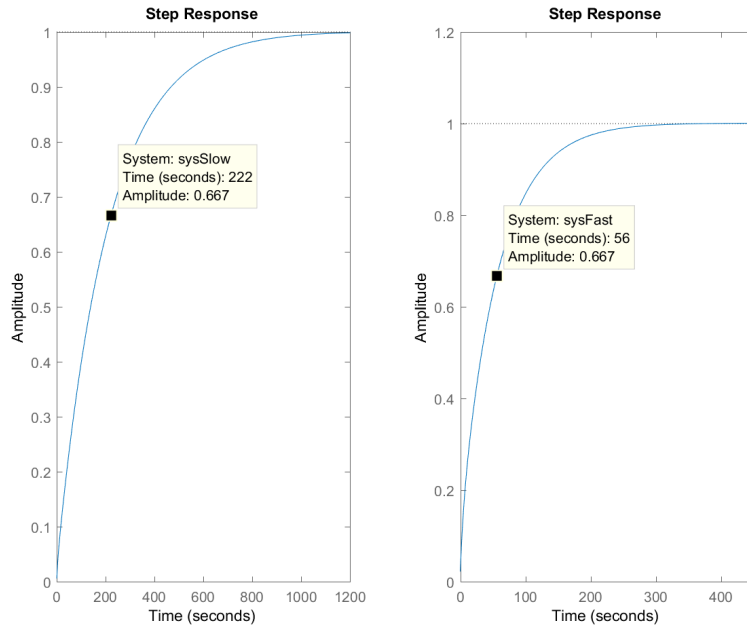 Step Response
1
0.9
0.8
0.7
0.6
0.5
0.4
0.3
0.2
0.1
0
Amplitude
System: sysSlow
Time (seconds): 222
Amplitude: 0.667
0 200 400 600 800 1000 1200
Time (seconds)
Step Response
1.2
1
0.8
0.6
0.4
0.2
0
Amplitude
System: sysFast
Time (seconds): 56
Amplitude: 0.667
0 100 200 300 400
Time (seconds)